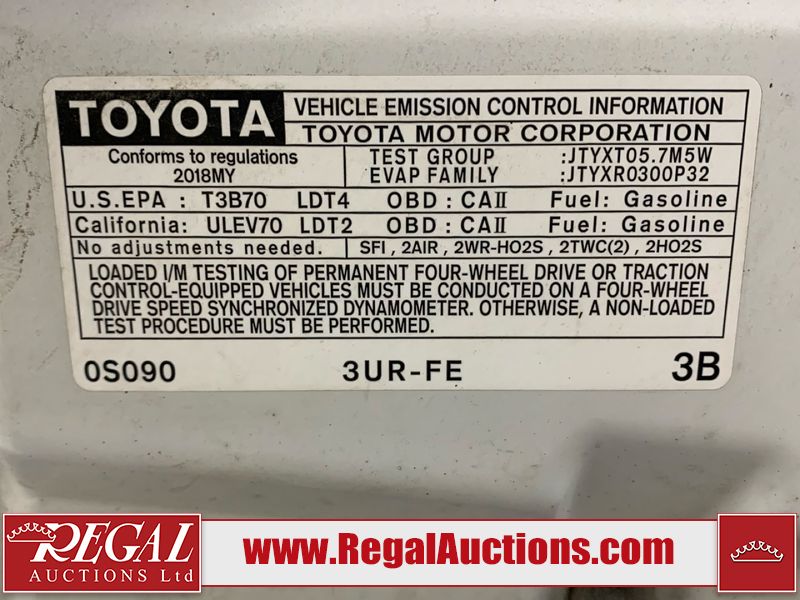 TOYOTA
VEHICLE EMISSION CONTROL INFORMATION
TOYOTA MOTOR CORPORATION
Conforms to regulations
2018MY
TEST GROUP :JTYXT05.7M5W
EVAP FAMILY :JTYXR0300P32
U.S.EPA : T3B70 LDT4 OBD : CAⅡ Fuel: Gasoline
California: ULEV70 LDT2 OBD : CAⅡ Fuel: Gasoline
No adjustments needed. SFI , 2AIR , 2WR-HO2S , 2TWC(2) , 2HO2S
LOADED I/M TESTING OF PERMANENT FOUR-WHEEL DRIVE OR TRACTION
CONTROL-EQUIPPED VEHICLES MUST BE CONDUCTED ON A FOUR-WHEEL
DRIVE SPEED SYNCHRONIZED DYNAMOMETER. OTHERWISE, A NON-LOADED
TEST PROCEDURE MUST BE PERFORMED.
0S090 3UR-FE 3B
REGAL
AUCTIONS Ltd
www.RegalAuctions.com